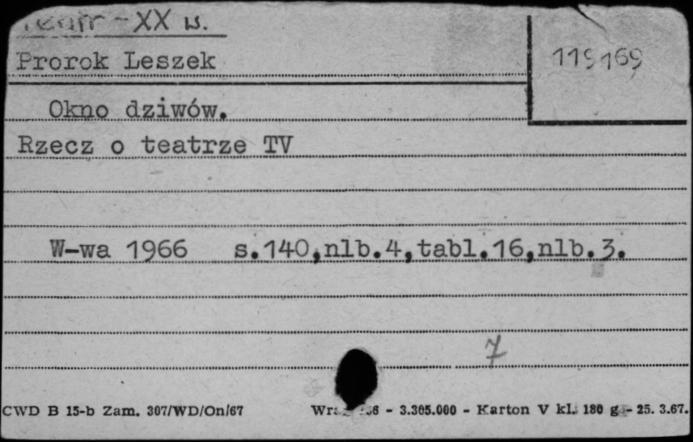 Teatr - XX w.
Prorok Leszek
119169
Okno dziwów.
Rzecz o teatrze TV
W-wa 1966 s.140,nlb.4,tabl.16,nlb.3.
7
CWD B 15-b Zam. 307/WD/On/67 - 3.305.000 - Karton V kl. 180 g - 25. 3.67.